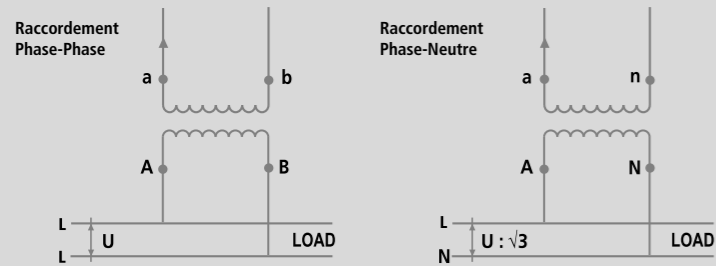 Raccordement
Phase-Phase
a
b
A
B
L
U
LOAD
L
Raccordement
Phase-Neutre
a
n
A
N
L
U : √3
LOAD
N